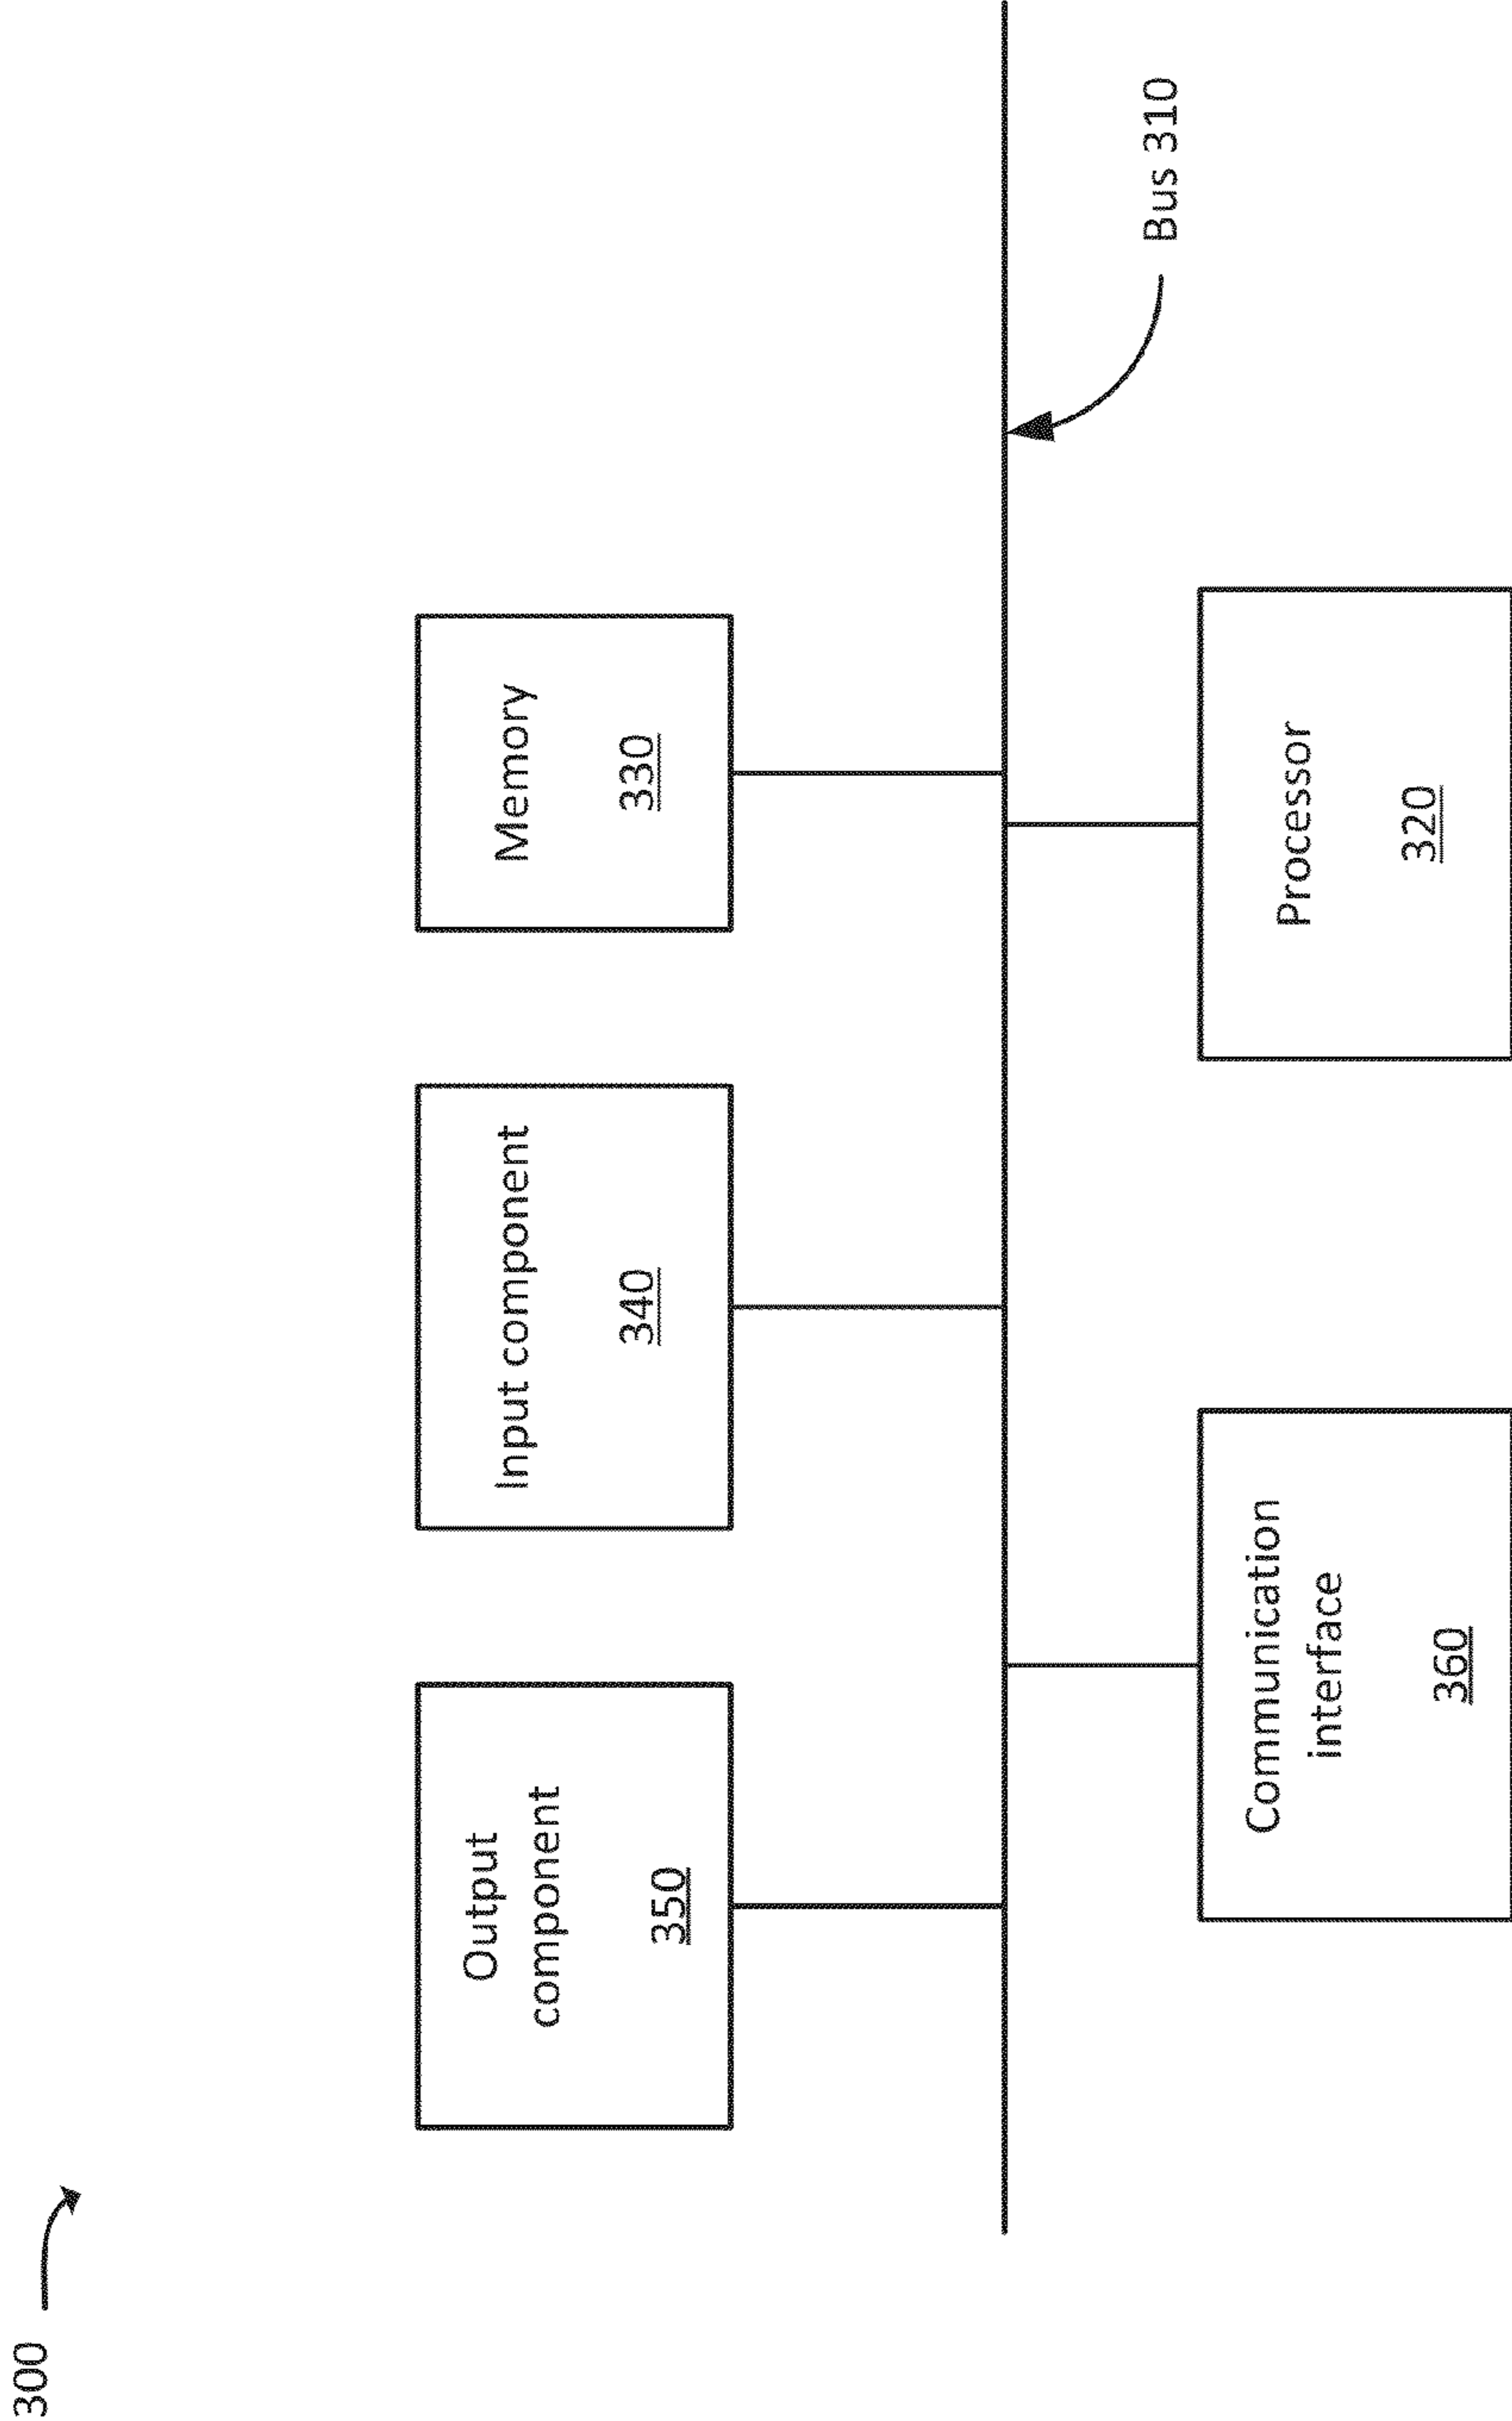 300
Output
component
350
Input component
340
Memory
330
Bus 310
Communication
interface
360
Processor
320